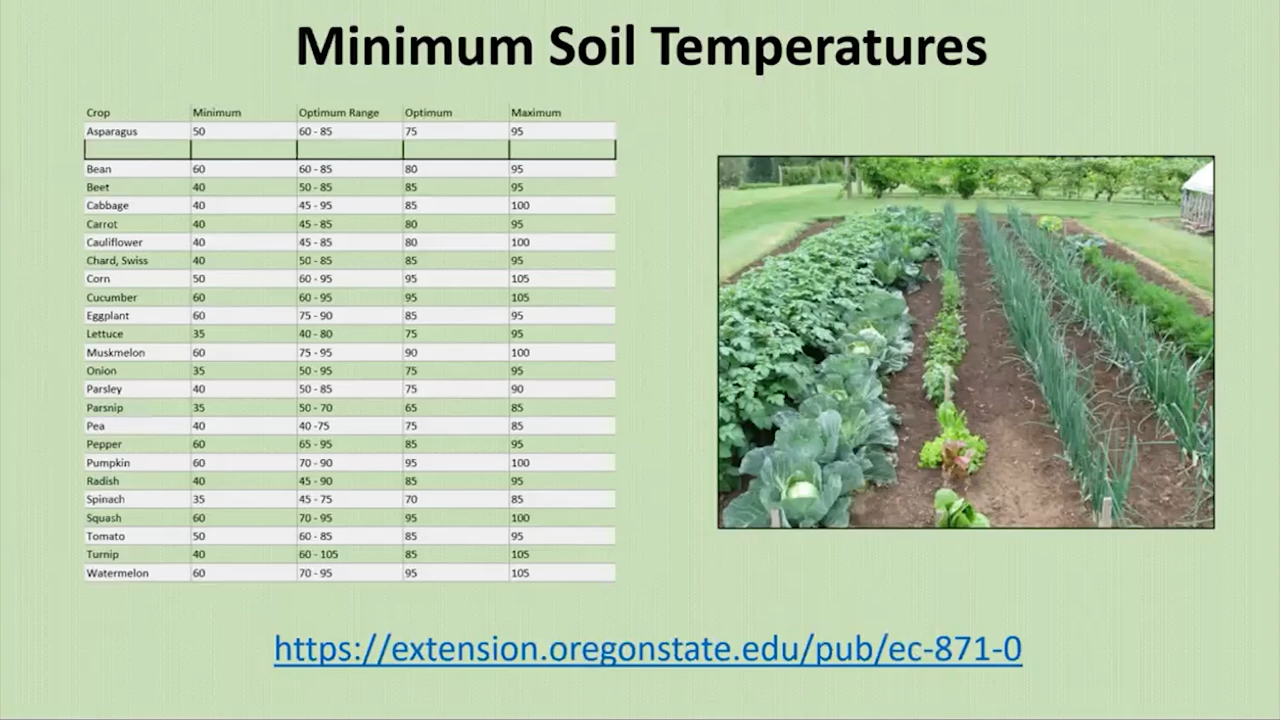 Minimum Soil Temperatures
Crop Minimum Optimum Range Optimum Maximum
Asparagus 50 60 - 85 75 95
Bean 60 60 - 85 80 95
Beet 40 50 - 85 85 95
Cabbage 40 45 - 95 85 100
Carrot 40 45 - 85 80 95
Cauliflower 40 45 - 85 80 100
Chard, Swiss 40 50 - 85 85 95
Corn 50 60 - 95 95 105
Cucumber 60 60 - 95 95 105
Eggplant 60 75 - 90 85 95
Lettuce 35 40 - 80 75 95
Muskmelon 60 75 - 95 90 100
Onion 35 50 - 95 75 95
Parsley 40 50 - 85 75 90
Parsnip 35 50 - 70 65 85
Pea 40 40 -75 75 85
Pepper 60 65 - 95 85 95
Pumpkin 60 70 - 90 95 100
Radish 40 45 - 90 85 95
Spinach 35 45 - 75 70 85
Squash 60 70 - 95 95 100
Tomato 50 60 - 85 85 95
Turnip 40 60 - 105 85 105
Watermelon 60 70 - 95 95 105
https://extension.oregonstate.edu/pub/ec-871-0